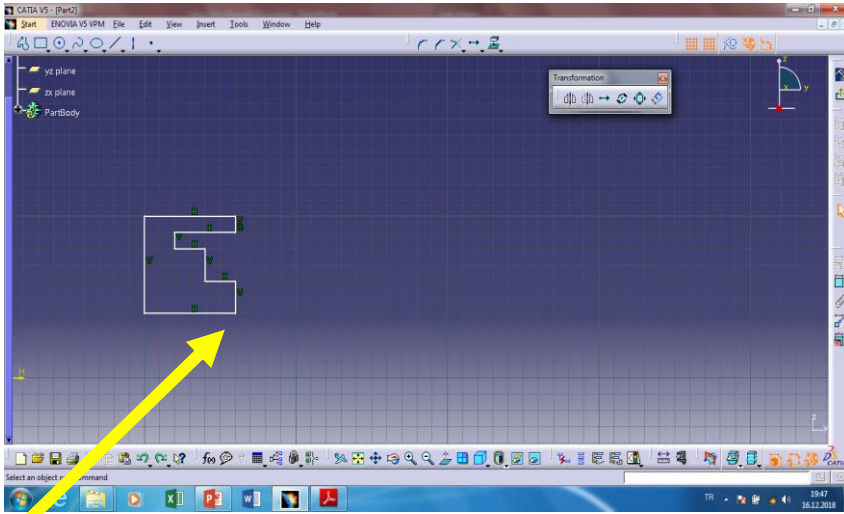 CATIA V5 - [Part2]
Start ENOVIA V5 VPM File Edit View Insert Tools Window Help
yz plane
zx plane
PartBody
Transformation
z
x y
H
H
V
V
H
V
V
H
H
z
y
CATIA
Select an object or a command
TR
19:47
16.12.2018